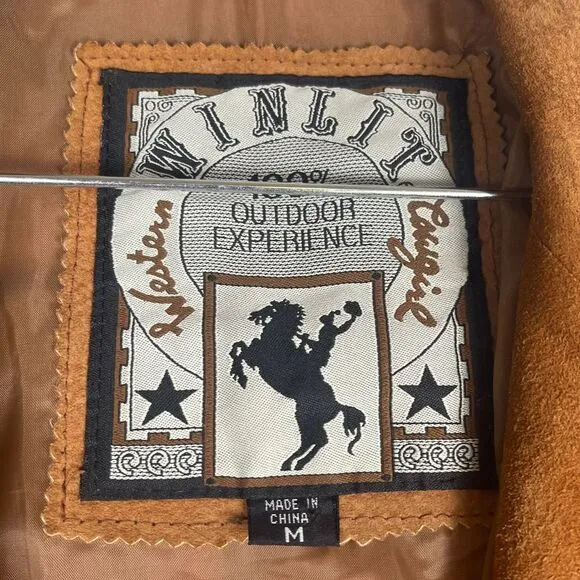 WINLIT
100%
OUTDOOR
EXPERIENCE
Western
Cowgirl
MADE IN
CHINA
M